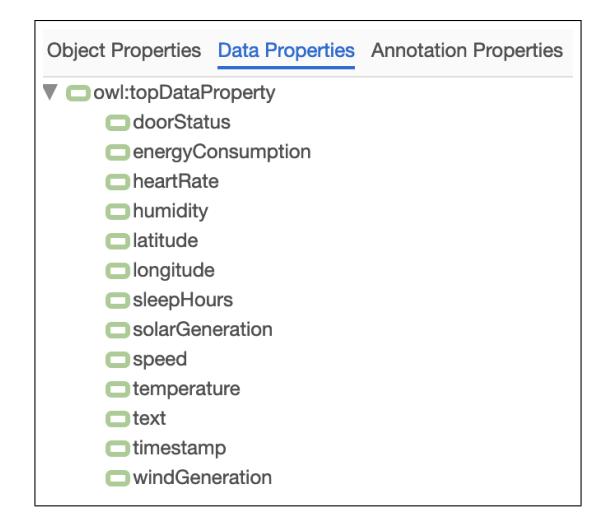 Object Properties Data Properties Annotation Properties
owl:topDataProperty
doorStatus
energyConsumption
heartRate
humidity
latitude
longitude
sleepHours
solarGeneration
speed
temperature
text
timestamp
windGeneration